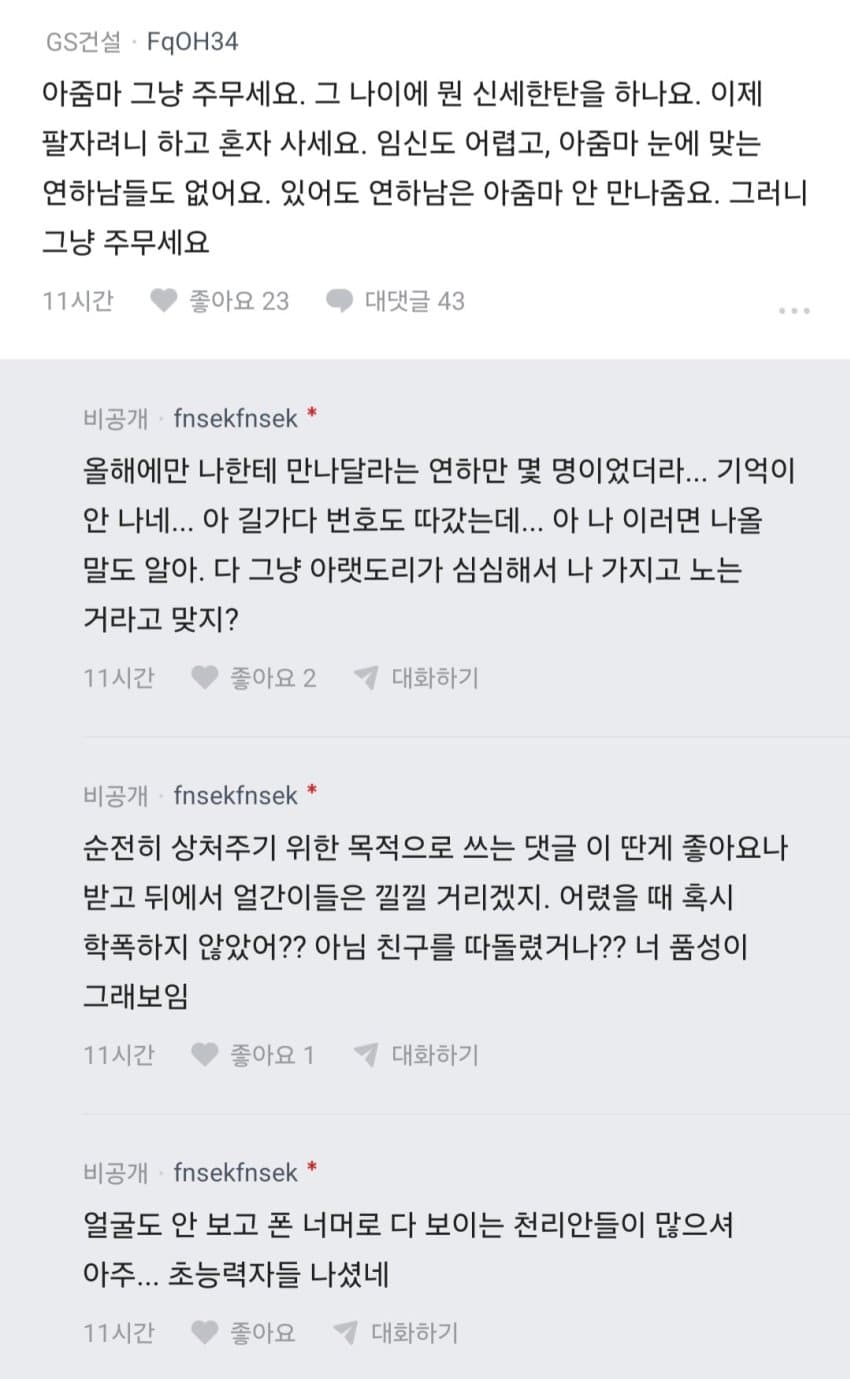 GS건설 · FqOH34
아줌마 그냥 주무세요. 그 나이에 뭔 신세한탄을 하나요. 이제
팔자려니 하고 혼자 사세요. 임신도 어렵고, 아줌마 눈에 맞는
연하남들도 없어요. 있어도 연하남은 아줌마 안 만나줌요. 그러니
그냥 주무세요
11시간 좋아요 23 대댓글 43
비공개 · fnsekfnsek *
올해에만 나한테 만나달라는 연하만 몇 명이었더라... 기억이
안 나네... 아 길가다 번호도 따갔는데... 아 나 이러면 나올
말도 알아. 다 그냥 아랫도리가 심심해서 나 가지고 노는
거라고 맞지?
11시간 좋아요 2 대화하기
비공개 · fnsekfnsek *
순전히 상처주기 위한 목적으로 쓰는 댓글 이 딴게 좋아요나
받고 뒤에서 얼간이들은 낄낄 거리겠지. 어렸을 때 혹시
학폭하지 않았어?? 아님 친구를 따돌렸거나?? 너 품성이
그래보임
11시간 좋아요 1 대화하기
비공개 · fnsekfnsek *
얼굴도 안 보고 폰 너머로 다 보이는 천리안들이 많으셔
아주... 초능력자들 나셨네
11시간 좋아요 대화하기